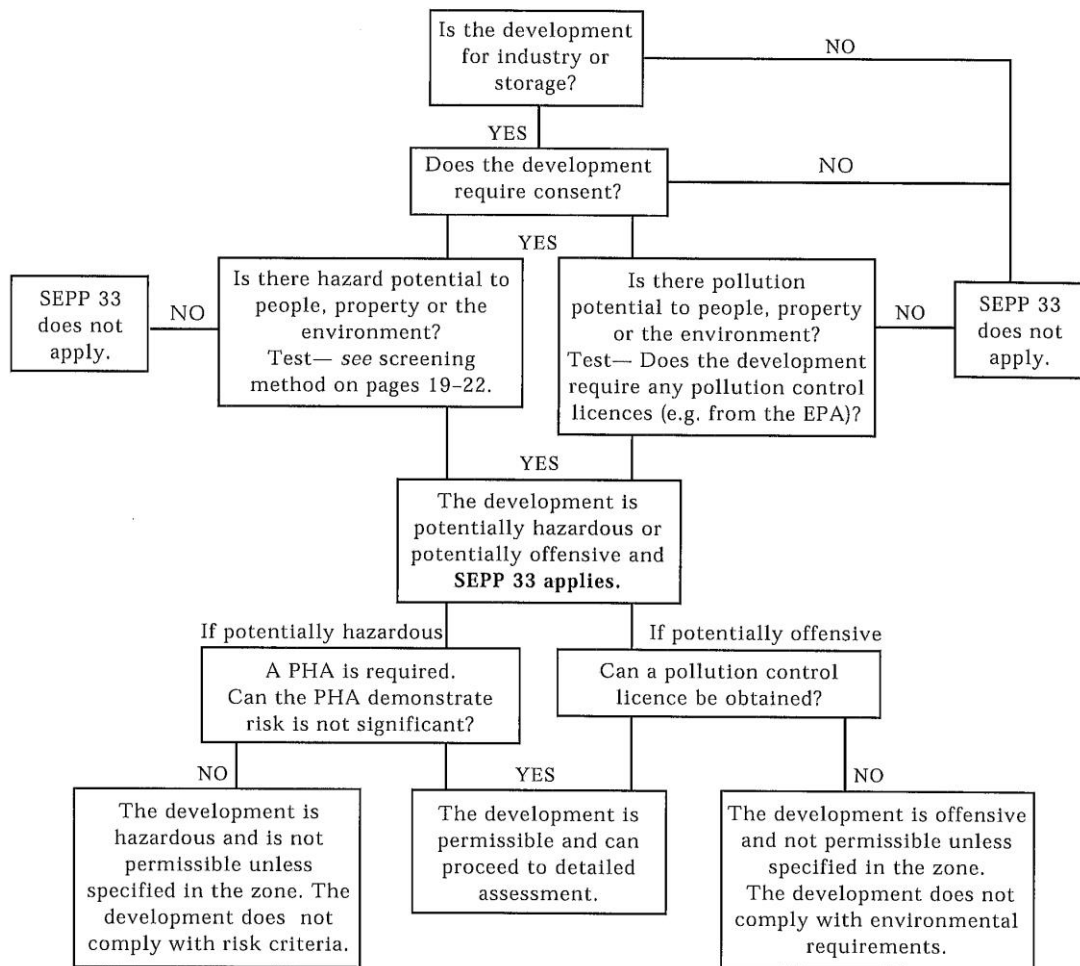 Is the development
for industry or
storage?
NO
YES
Does the development
require consent?
NO
YES
SEPP 33
does not
apply.
NO
Is there hazard potential to
people, property or the
environment?
Test— see screening
method on pages 19–22.
Is there pollution
potential to people, property
or the environment?
Test— Does the development
require any pollution control
licences (e.g. from the EPA)?
NO
SEPP 33
does not
apply.
YES
The development is
potentially hazardous or
potentially offensive and
SEPP 33 applies.
If potentially hazardous
If potentially offensive
A PHA is required.
Can the PHA demonstrate
risk is not significant?
Can a pollution control
licence be obtained?
NO
YES
NO
The development is
hazardous and is not
permissible unless
specified in the zone. The
development does not
comply with risk criteria.
The development is
permissible and can
proceed to detailed
assessment.
The development is offensive
and not permissible unless
specified in the zone.
The development does not
comply with environmental
requirements.